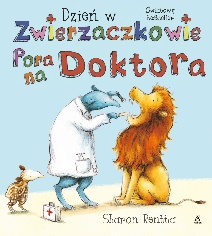 Dzień w
Zwierzaczkowie
Pora
na
Doktora
Sharon Rentta